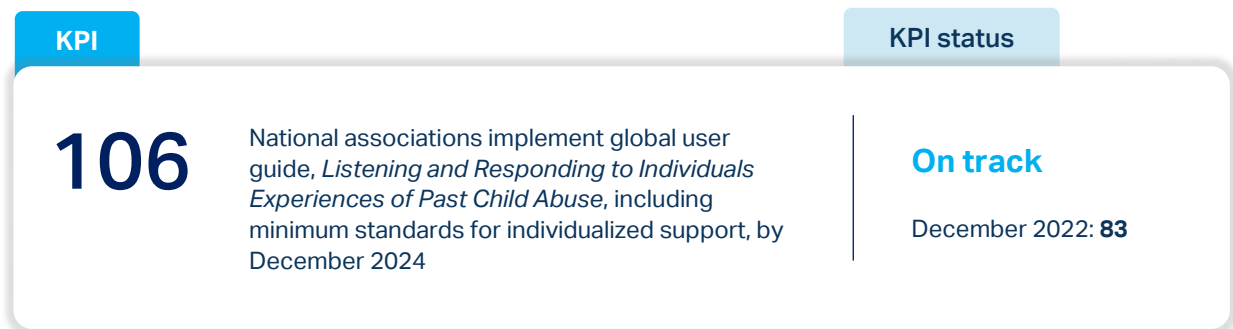 KPI
KPI status
106
National associations implement global user
guide, Listening and Responding to Individuals
Experiences of Past Child Abuse, including
minimum standards for individualized support, by
December 2024
On track
December 2022: 83